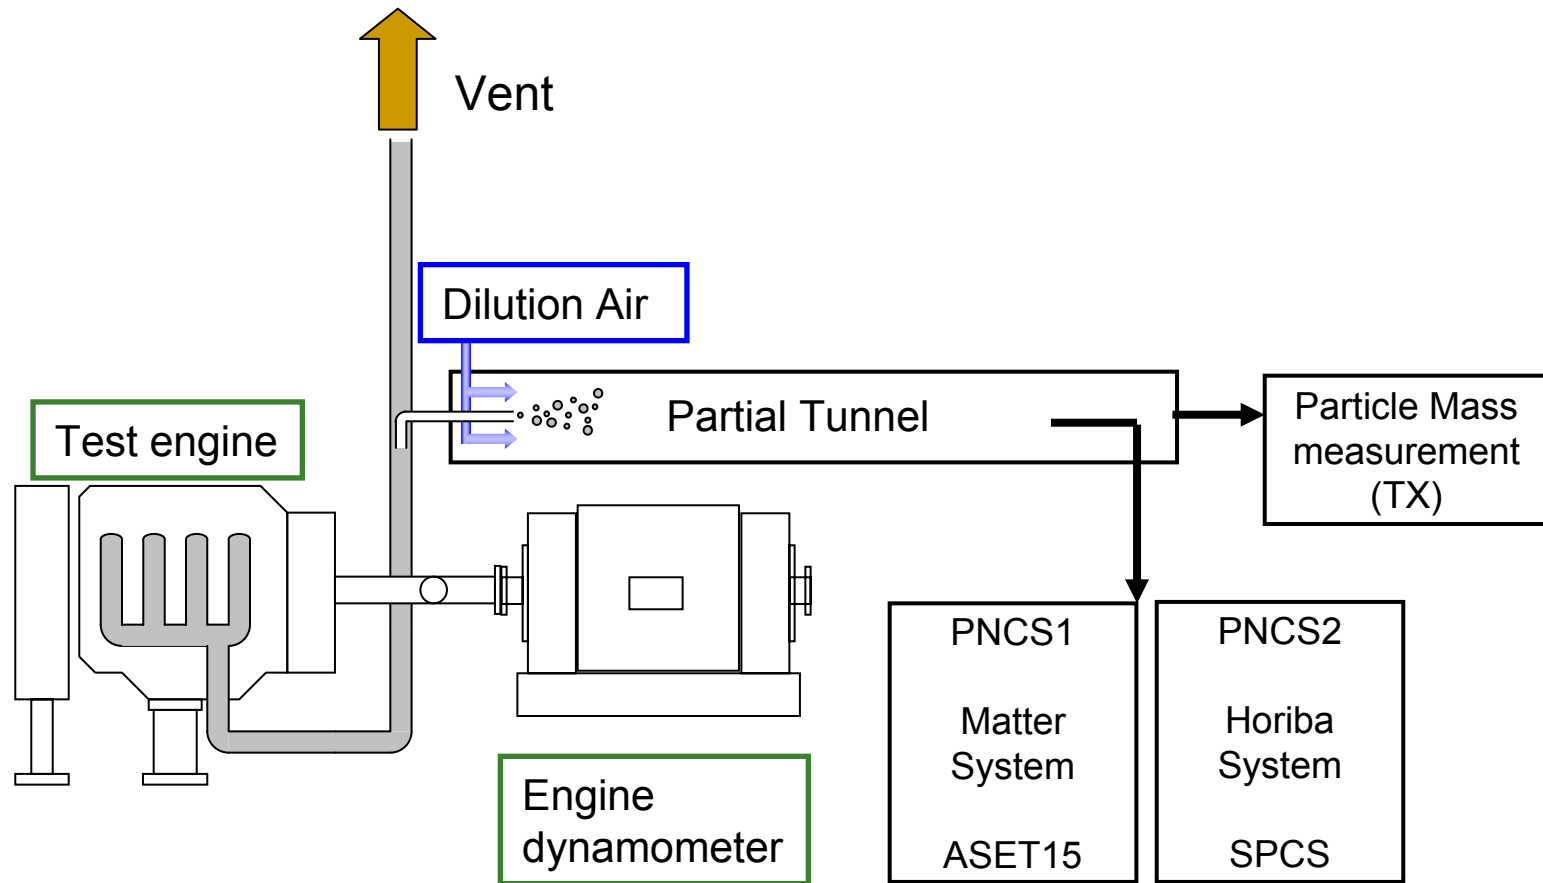 Vent
Dilution Air
Test engine
Partial Tunnel
Particle Mass
measurement
(TX)
PNCS1
Matter
System
ASET15
PNCS2
Horiba
System
SPCS
Engine
dynamometer